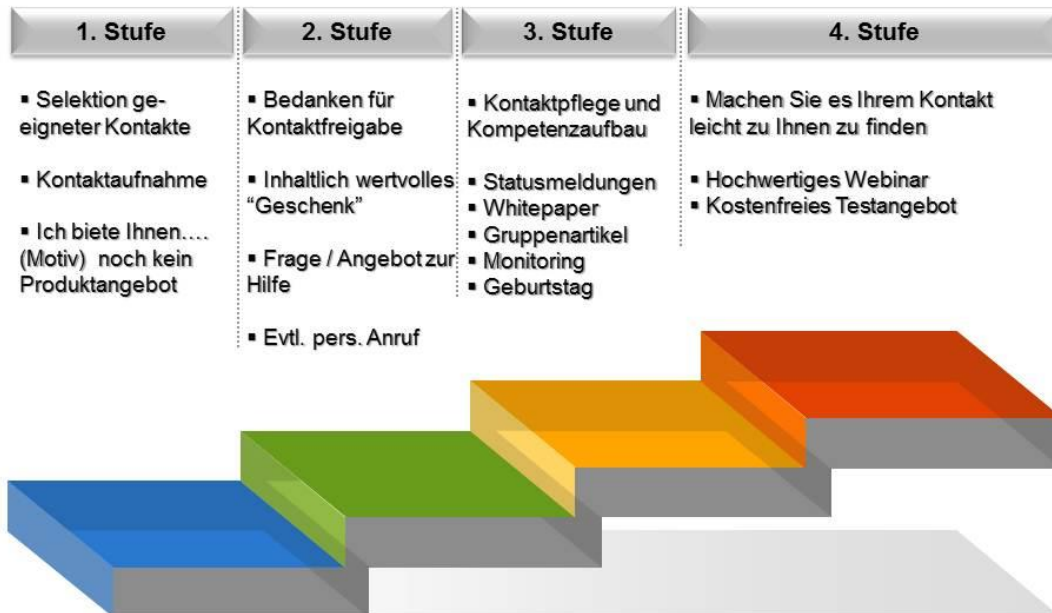 1. Stufe
▪ Selektion ge-
eigneter Kontakte
▪ Kontaktaufnahme
▪ Ich biete Ihnen....
(Motiv) noch kein
Produktangebot
2. Stufe
▪ Bedanken für
Kontaktfreigabe
▪ Inhaltlich wertvolles
“Geschenk”
▪ Frage / Angebot zur
Hilfe
▪ Evtl. pers. Anruf
3. Stufe
▪ Kontaktpflege und
Kompetenzaufbau
▪ Statusmeldungen
▪ Whitepaper
▪ Gruppenartikel
▪ Monitoring
▪ Geburtstag
4. Stufe
▪ Machen Sie es Ihrem Kontakt
leicht zu Ihnen zu finden
▪ Hochwertiges Webinar
▪ Kostenfreies Testangebot